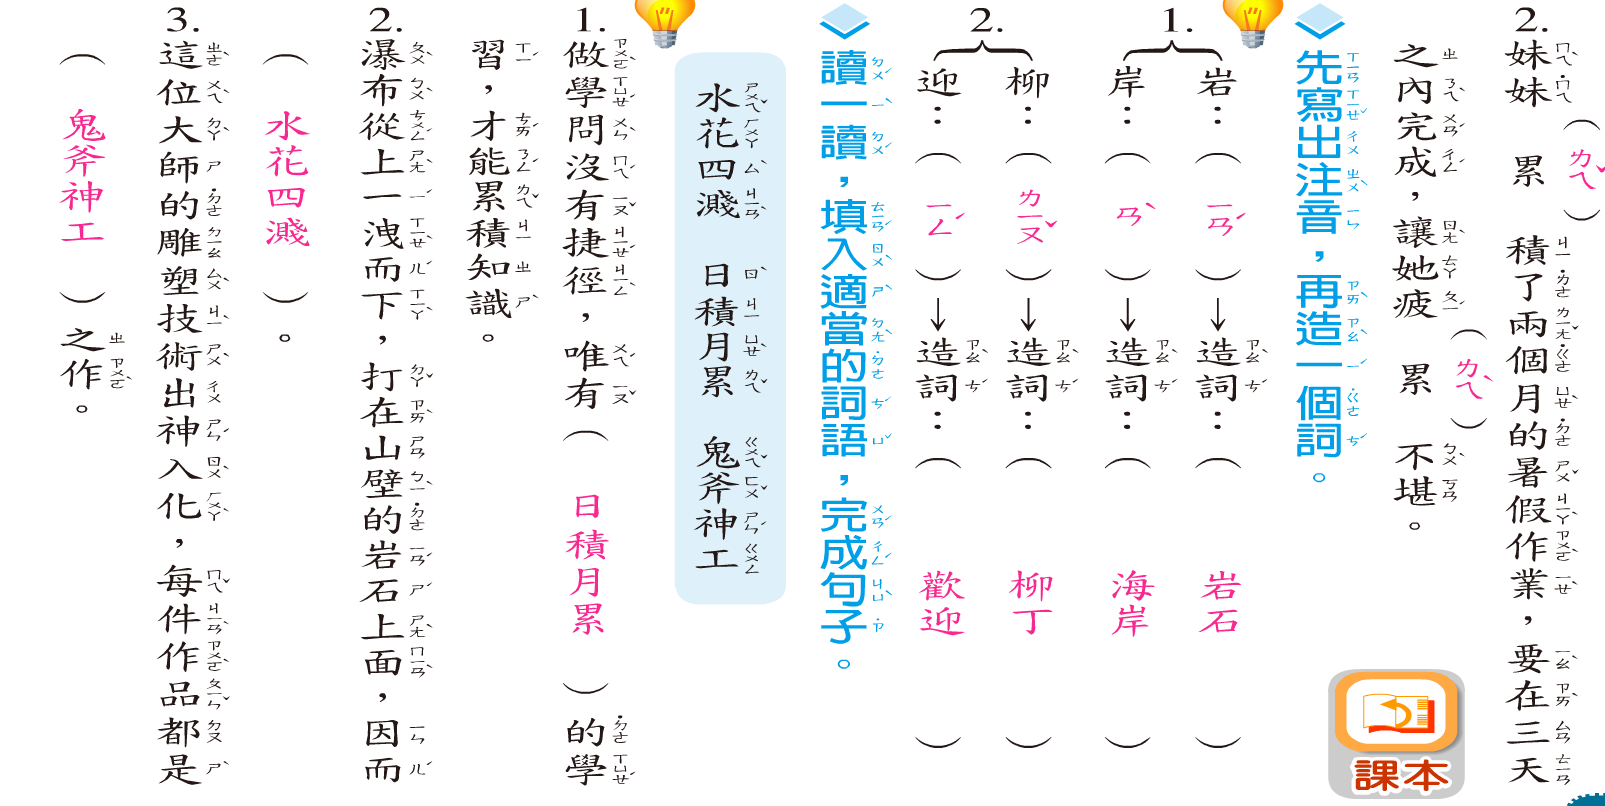 2.
妹妹(ㄌㄟˇ)累積了兩個月的暑假作業，要在三天
之內完成，讓她疲(ㄌㄟˋ)累不堪。
先寫出注音，再造一個詞。
1.
岩：(ㄧㄢˊ)→造詞：(岩石)
岸：(ㄢˋ)→造詞：(海岸)
2.
柳：(ㄌㄧㄡˇ)→造詞：(柳丁)
迎：(ㄧㄥˊ)→造詞：(歡迎)
讀一讀，填入適當的詞語，完成句子。
水花四濺 日積月累 鬼斧神工
1.
做學問沒有捷徑，唯有(日積月累)的學
習，才能累積知識。
2.
瀑布從上一洩而下，打在山壁的岩石上面，因而
(水花四濺)。
3.
這位大師的雕塑技術出神入化，每件作品都是
(鬼斧神工)之作。
課本